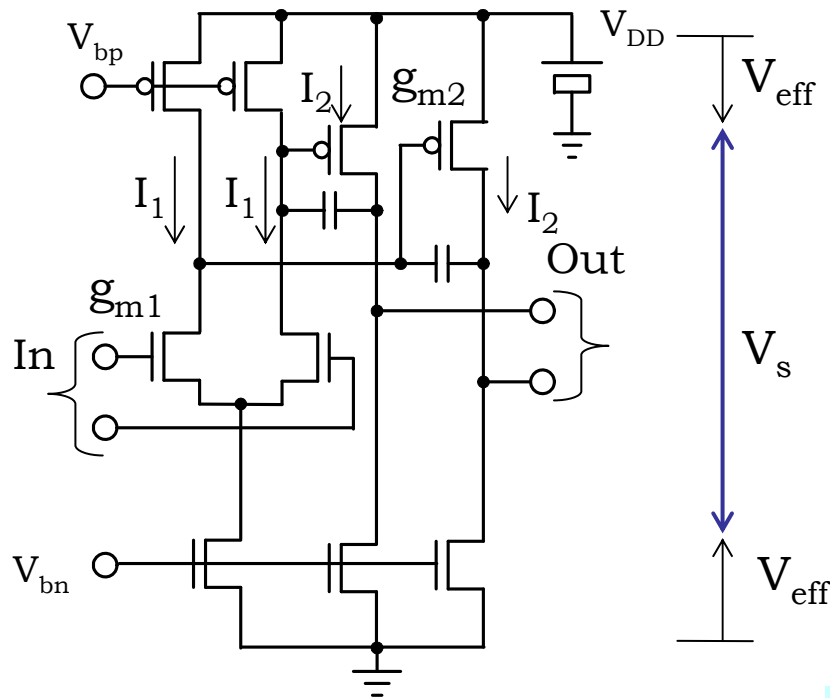 V_bp
V_DD
I_2
g_m2
V_eff
I_1
I_1
I_2
Out
g_m1
In
V_s
V_bn
V_eff